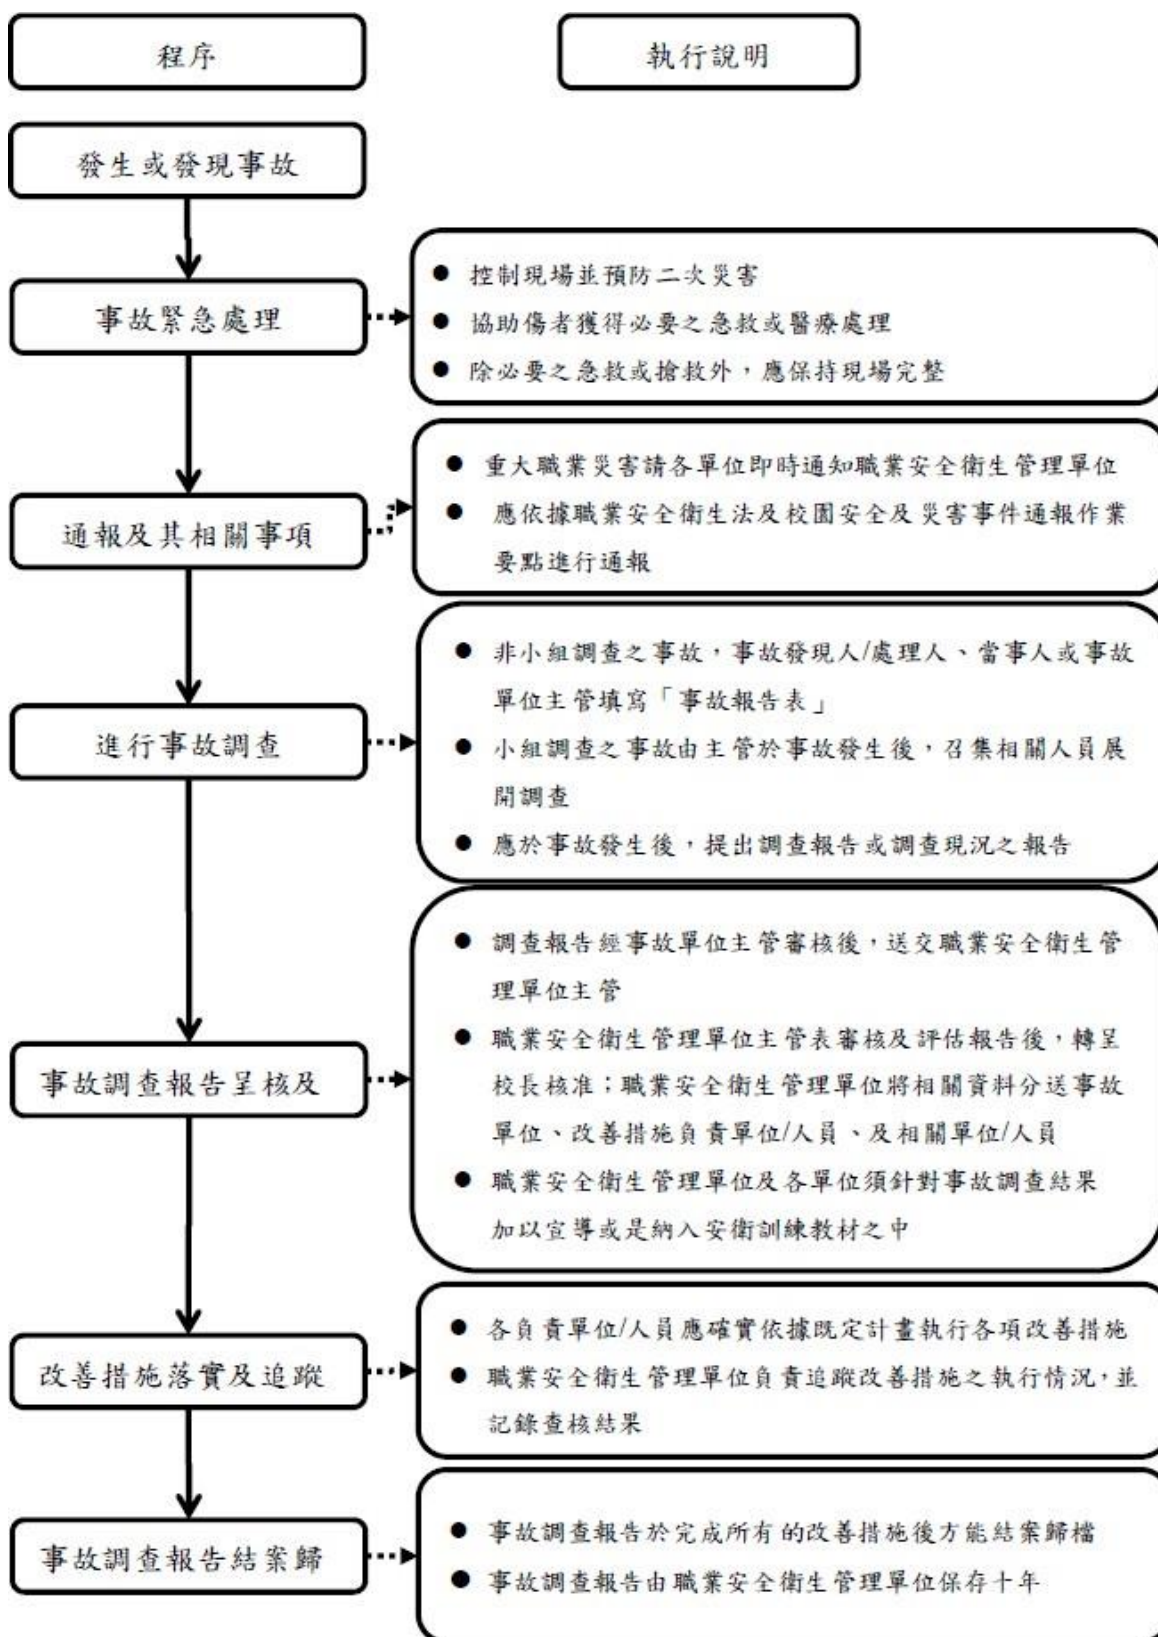 程序
執行說明
發生或發現事故
事故緊急處理
● 控制現場並預防二次災害
● 協助傷者獲得必要之急救或醫療處理
● 除必要之急救或搶救外，應保持現場完整
通報及其相關事項
● 重大職業災害請各單位即時通知職業安全衛生管理單位
● 應依據職業安全衛生法及校園安全及災害事件通報作業
要點進行通報
進行事故調查
● 非小組調查之事故，事故發現人/處理人、當事人或事故
單位主管填寫「事故報告表」
● 小組調查之事故由主管於事故發生後，召集相關人員展
開調查
● 應於事故發生後，提出調查報告或調查現況之報告
事故調查報告呈核及
● 調查報告經事故單位主管審核後，送交職業安全衛生管
理單位主管
● 職業安全衛生管理單位主管表審核及評估報告後，轉呈
校長核准；職業安全衛生管理單位將相關資料分送事故
單位、改善措施負責單位/人員、及相關單位/人員
● 職業安全衛生管理單位及各單位須針對事故調查結果
加以宣導或是納入安衛訓練教材之中
改善措施落實及追蹤
● 各負責單位/人員應確實依據既定計畫執行各項改善措施
● 職業安全衛生管理單位負責追蹤改善措施之執行情況，並
記錄查核結果
事故調查報告結案歸
● 事故調查報告於完成所有的改善措施後方能結案歸檔
● 事故調查報告由職業安全衛生管理單位保存十年